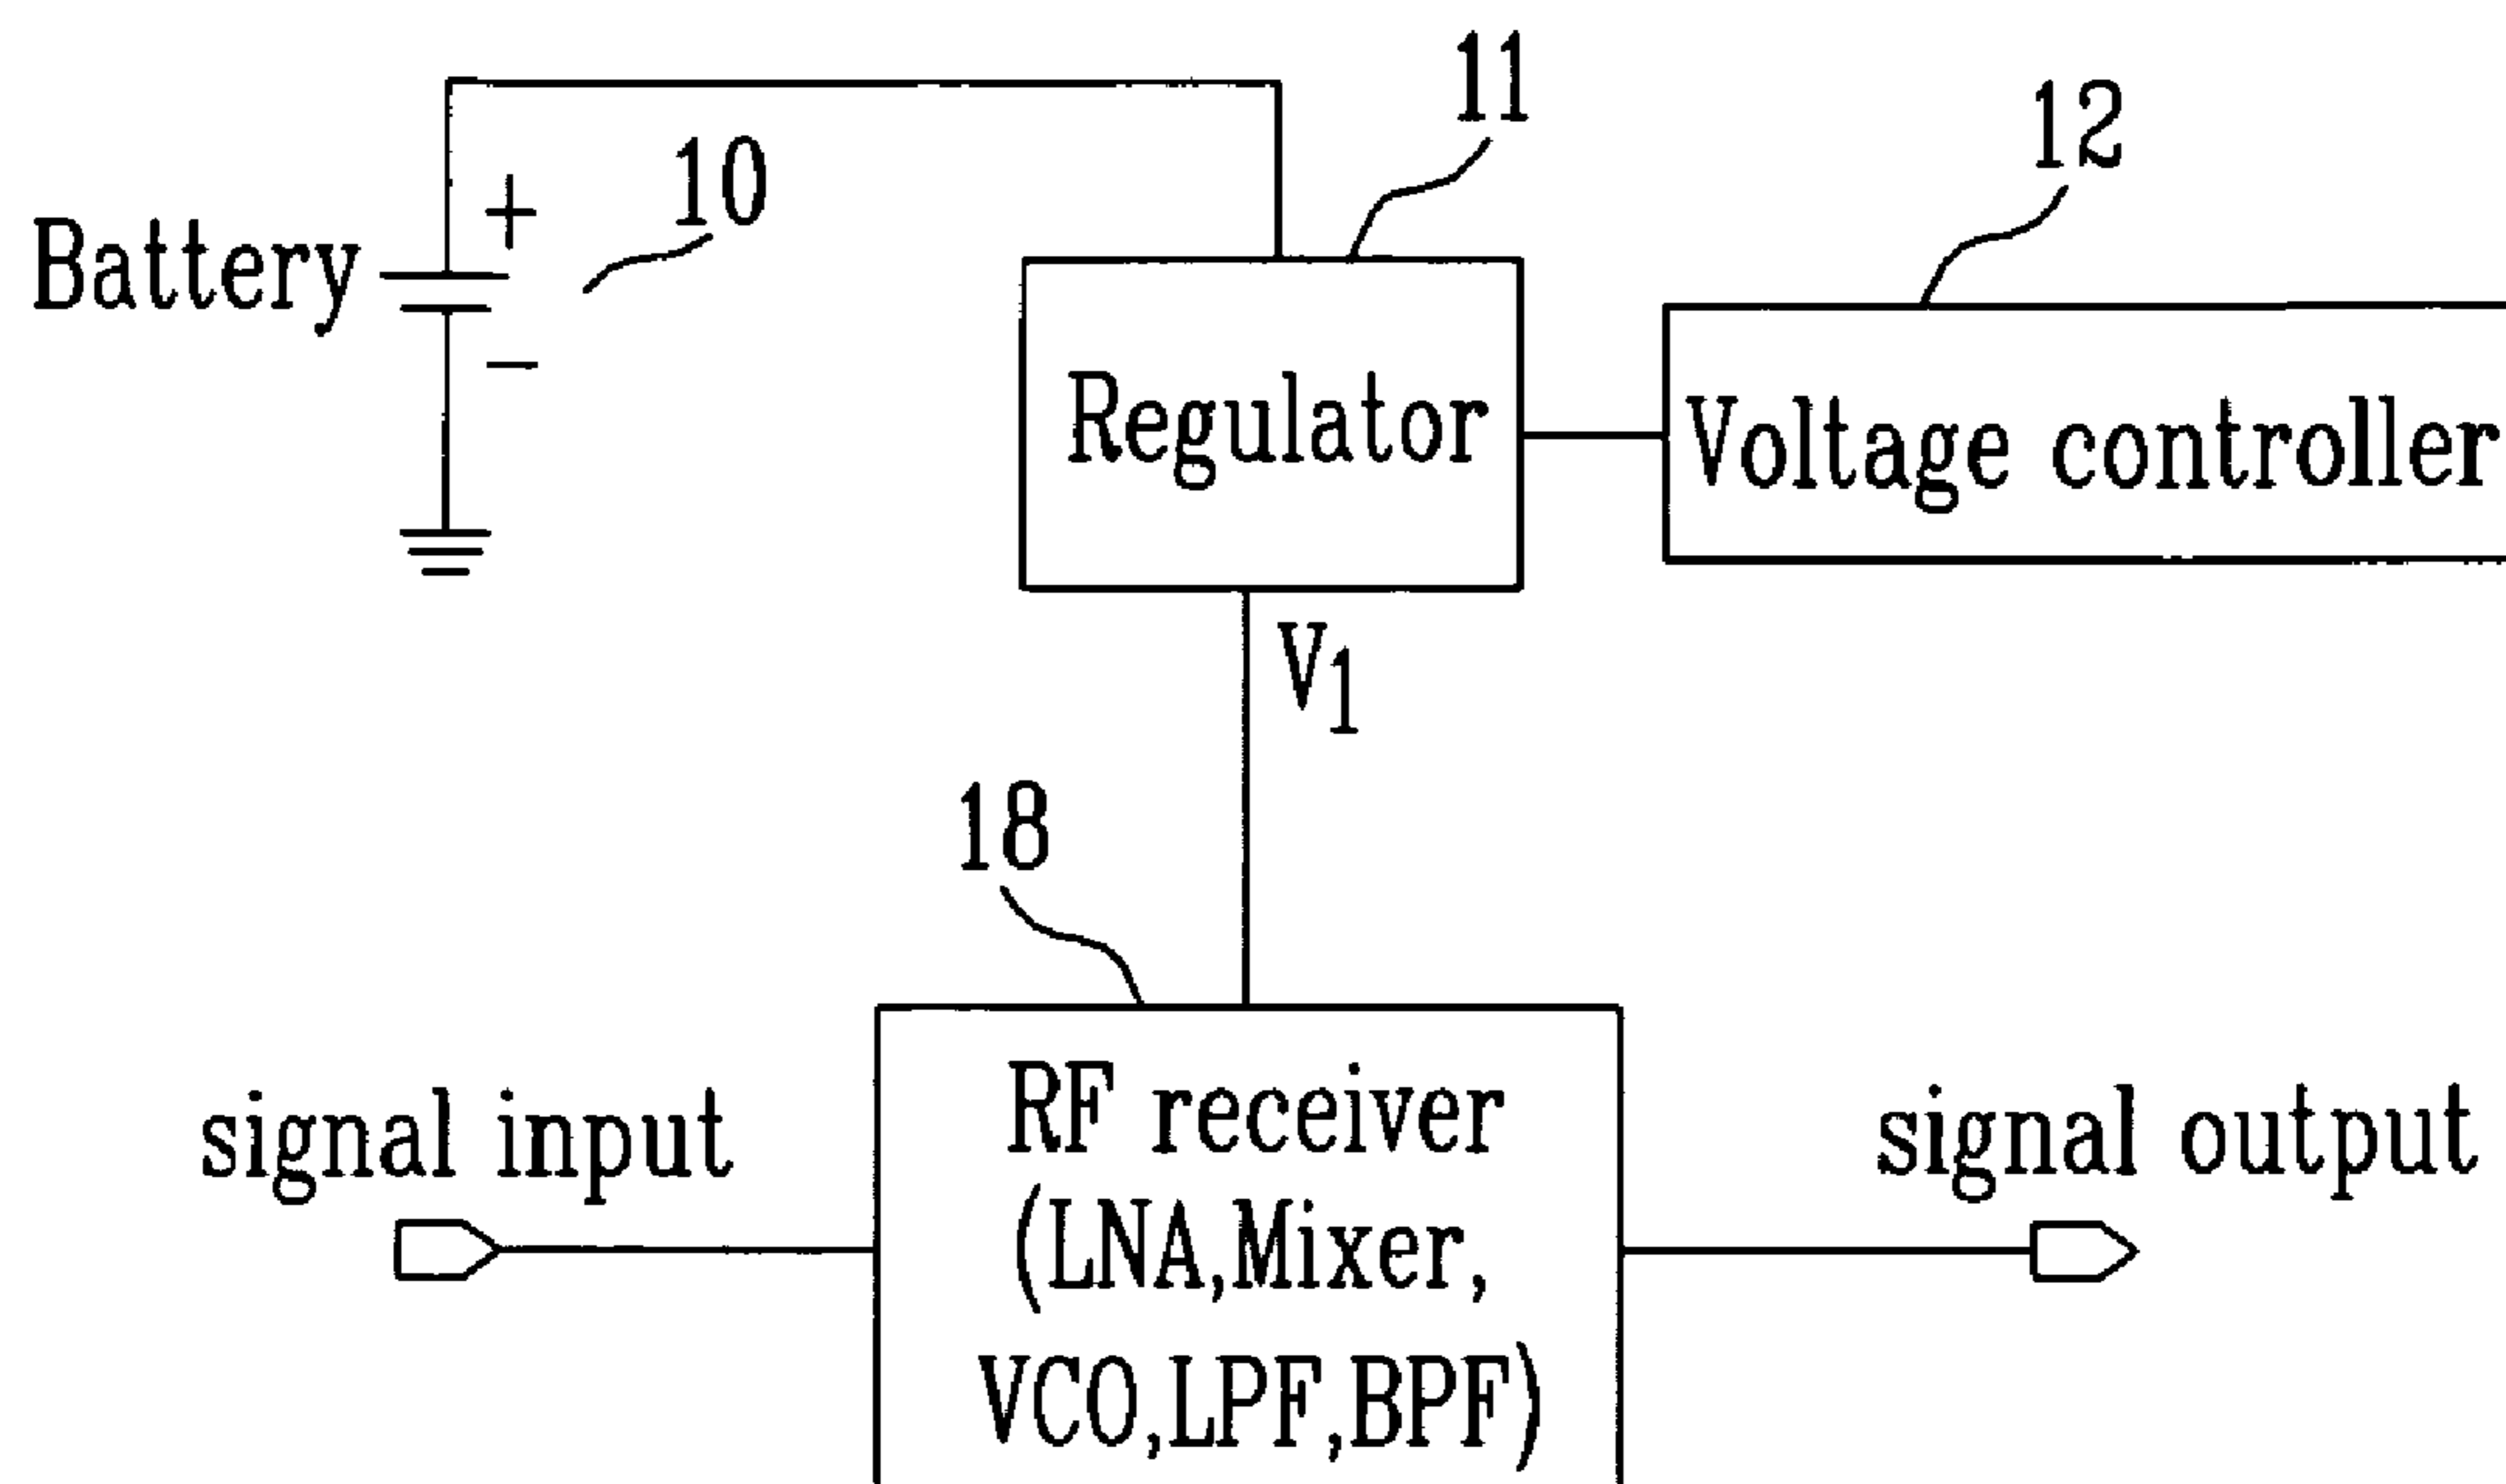 11
12
10
+
Battery
−
Regulator
Voltage controller
V1
18
RF receiver
signal input
signal output
(LNA,Mixer,
VCO,LPF,BPF)